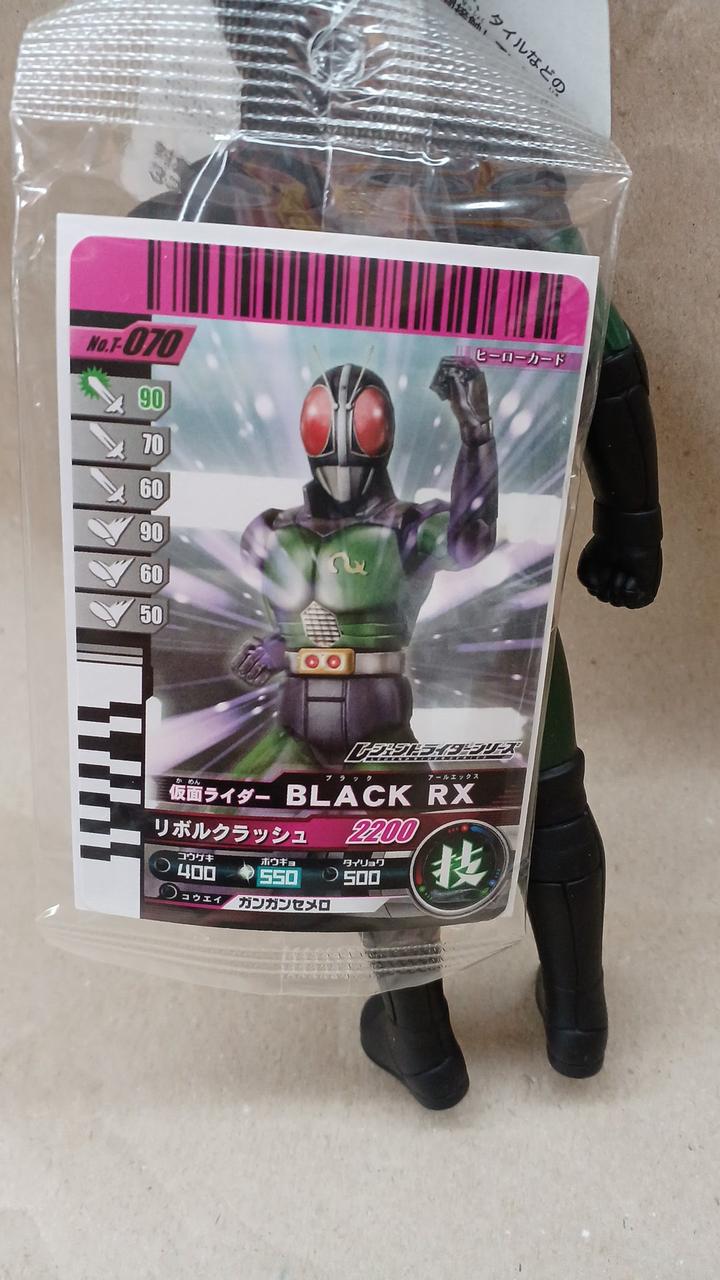 タイルなどの
No.T-070
ヒーローカード
90
70
60
90
60
50
レジェンドライダーシリーズ
かめん ブラック アールエックス
仮面ライダー BLACK RX
リボルクラッシュ 2200
コウゲキ ボウギョ タイリョク
400 550 500
技
コウエイ ガンガンセメロ